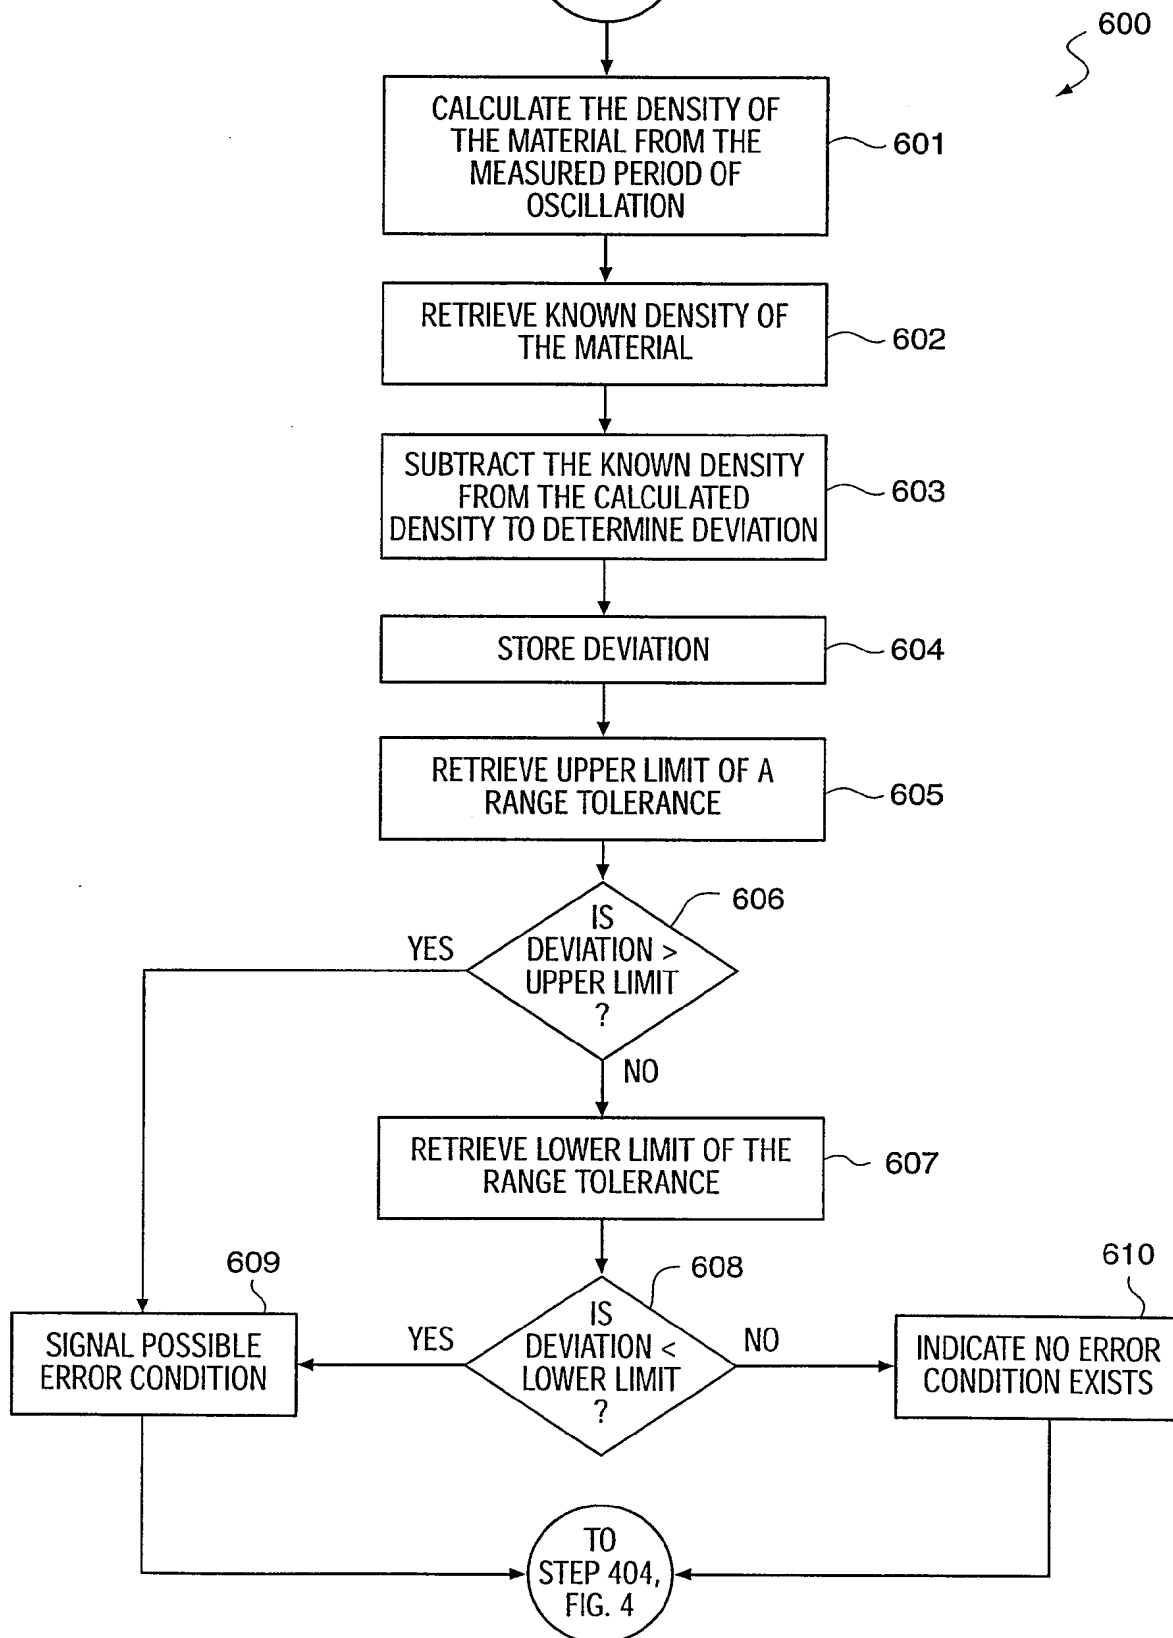 600
CALCULATE THE DENSITY OF
THE MATERIAL FROM THE
MEASURED PERIOD OF
OSCILLATION
601
RETRIEVE KNOWN DENSITY OF
THE MATERIAL
602
SUBTRACT THE KNOWN DENSITY
FROM THE CALCULATED
DENSITY TO DETERMINE DEVIATION
603
STORE DEVIATION
604
RETRIEVE UPPER LIMIT OF A
RANGE TOLERANCE
605
606
IS
DEVIATION >
UPPER LIMIT
?
YES
NO
RETRIEVE LOWER LIMIT OF THE
RANGE TOLERANCE
607
608
IS
DEVIATION <
LOWER LIMIT
?
YES
NO
609
SIGNAL POSSIBLE
ERROR CONDITION
610
INDICATE NO ERROR
CONDITION EXISTS
TO
STEP 404,
FIG. 4